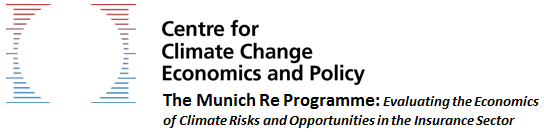 Centre for
Climate Change
Economics and Policy
The Munich Re Programme: Evaluating the Economics
of Climate Risks and Opportunities in the Insurance Sector